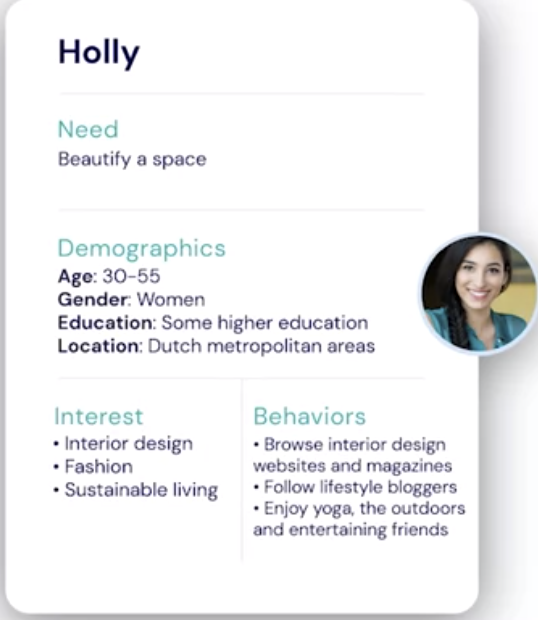 Holly
Need
Beautify a space
Demographics
Age: 30-55
Gender: Women
Education: Some higher education
Location: Dutch metropolitan areas
Interest
• Interior design
• Fashion
• Sustainable living
Behaviors
• Browse interior design
websites and magazines
• Follow lifestyle bloggers
• Enjoy yoga, the outdoors
and entertaining friends